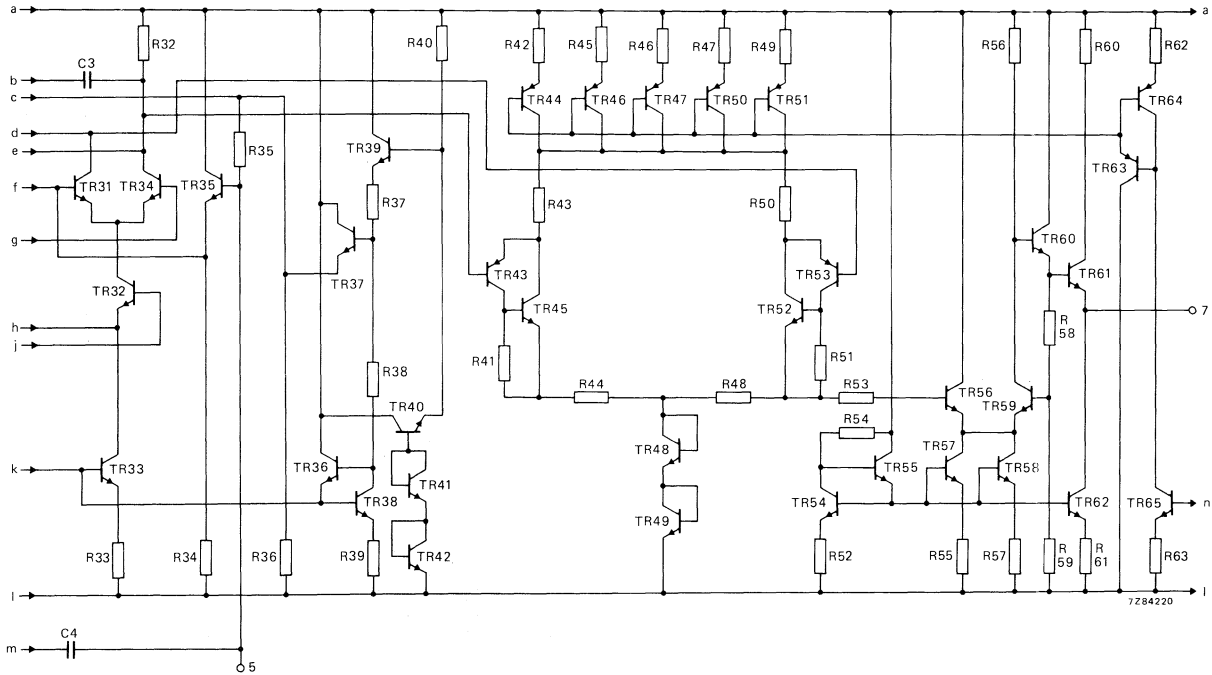 a
a
R32
R40
R42
R45
R46
R47
R49
R56
R60
R62
C3
b
c
TR44
TR46
TR47
TR50
TR51
TR64
d
e
R35
TR39
TR63
f
TR31
TR34
TR35
R37
R43
R50
g
TR60
TR37
TR43
TR53
TR61
TR32
TR45
TR52
7
h
j
R41
R51
R
58
R38
R44
R48
R53
TR40
TR56
TR59
R54
TR48
TR57
k
TR33
TR36
TR41
TR55
TR58
TR38
TR54
TR62
TR65
n
TR49
R33
R34
R36
R39
TR42
R52
R55
R57
R
59
R
61
R63
l
l
7Z84220
C4
m
5